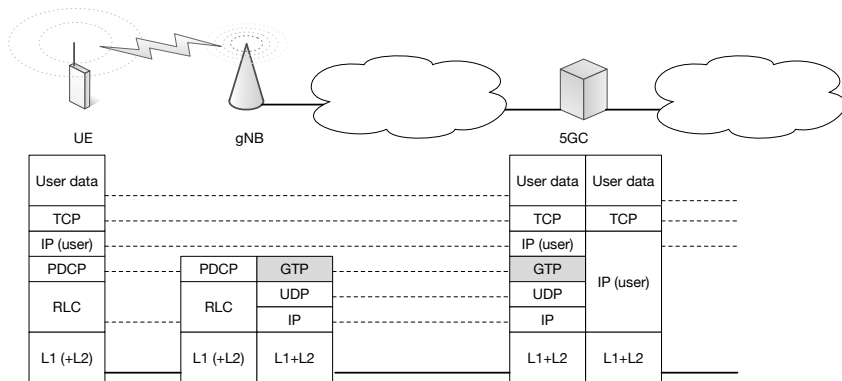 UE
gNB
5GC
User data
User data
User data
TCP
TCP
TCP
IP (user)
IP (user)
PDCP
PDCP
GTP
GTP
IP (user)
RLC
RLC
UDP
UDP
IP
IP
L1 (+L2)
L1 (+L2)
L1+L2
L1+L2
L1+L2